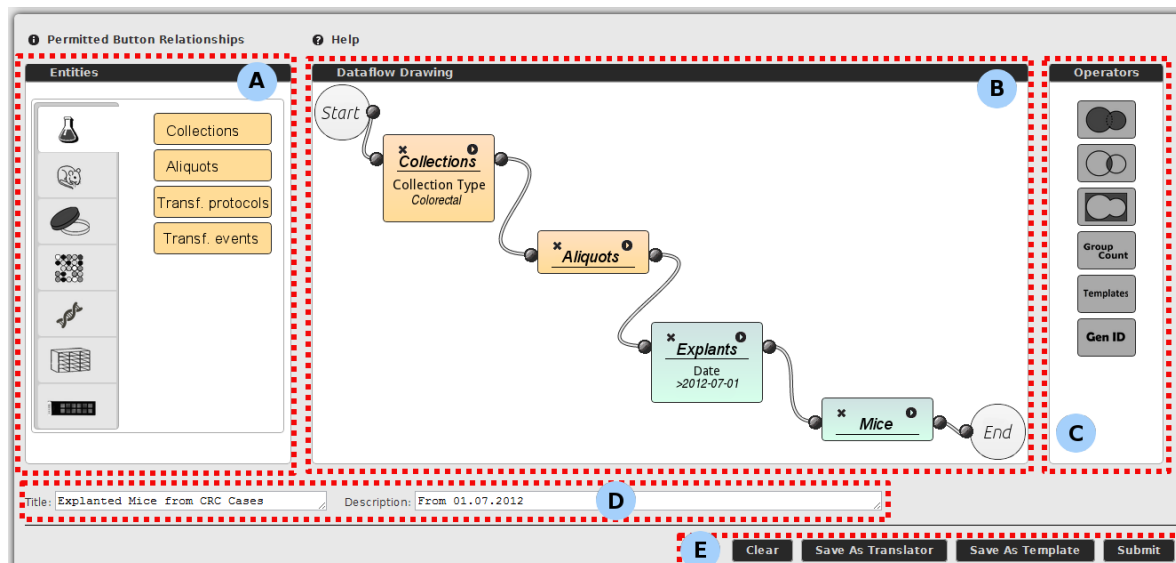 Permitted Button Relationships
Help
Entities
A
Collections
Aliquots
Transf. protocols
Transf. events
Dataflow Drawing
B
Start
Collections
Collection Type
Colorectal
Aliquots
Explants
Date
>2012-07-01
Mice
End
Operators
Group
Count
Templates
Gen ID
C
Title: Explanted Mice from CRC Cases
Description: From 01.07.2012
D
E
Clear
Save As Translator
Save As Template
Submit